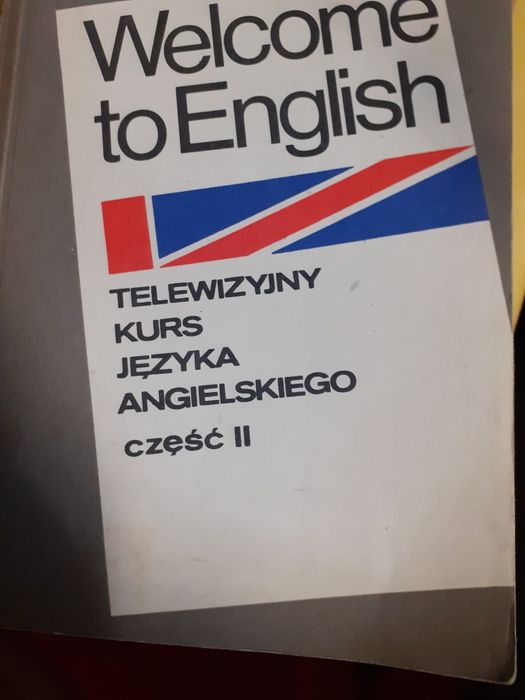 Welcome
to English
TELEWIZYJNY
KURS
JĘZYKA
ANGIELSKIEGO
część II